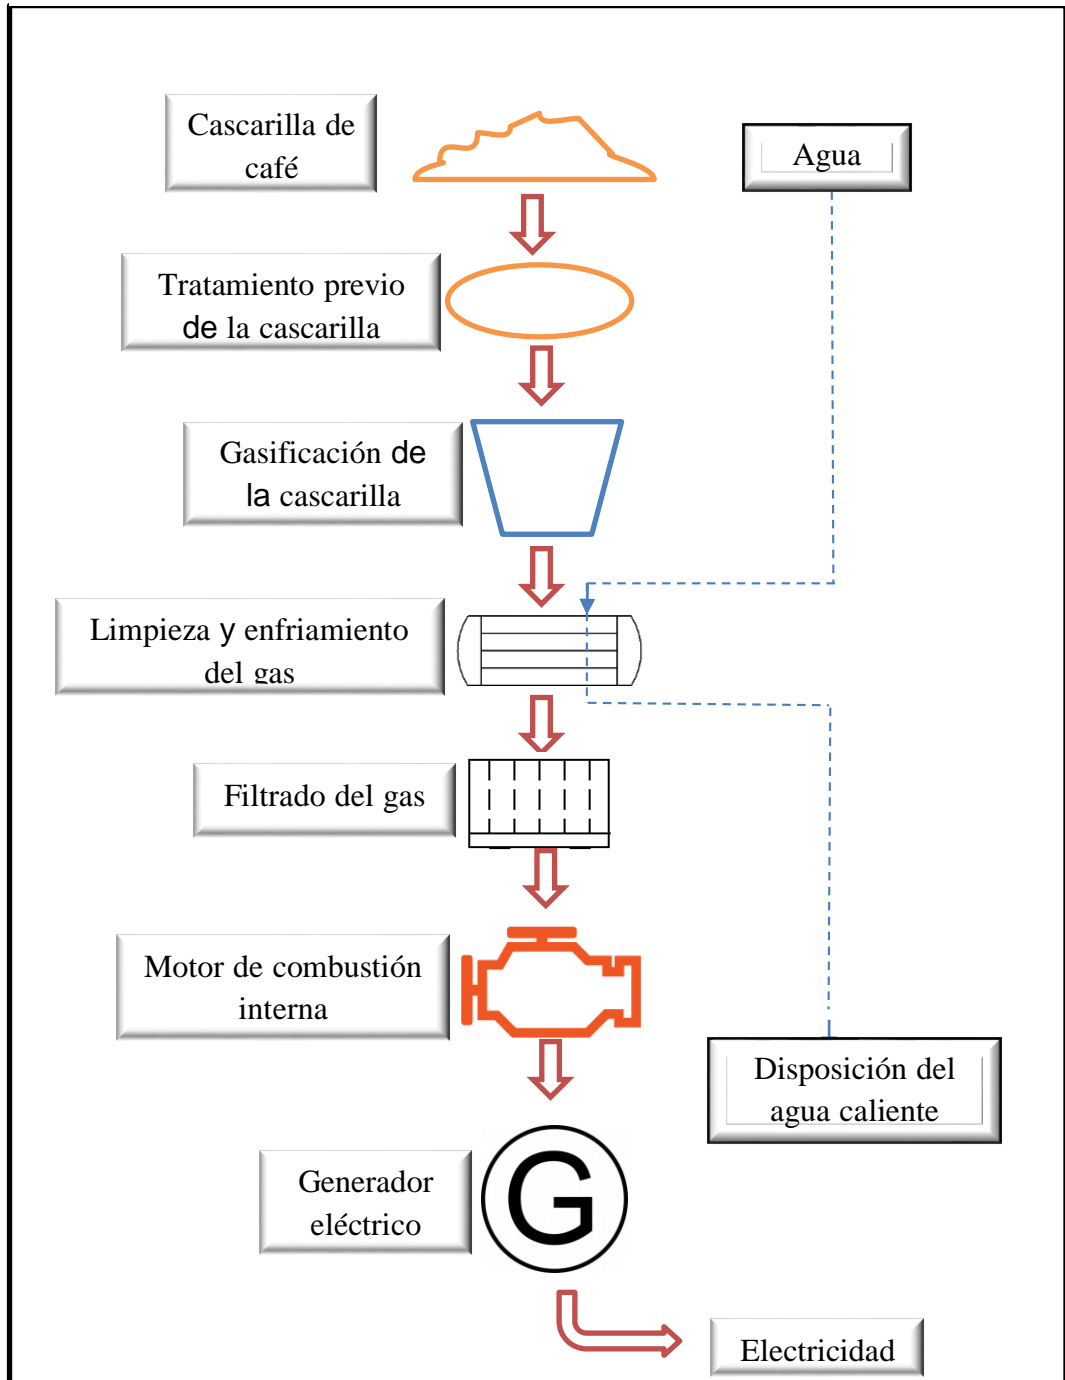 Cascarilla de
café
Agua
Tratamiento previo
de la cascarilla
Gasificación de
la cascarilla
Limpieza y enfriamiento
del gas
Filtrado del gas
Motor de combustión
interna
Disposición del
agua caliente
Generador
eléctrico
G
Electricidad